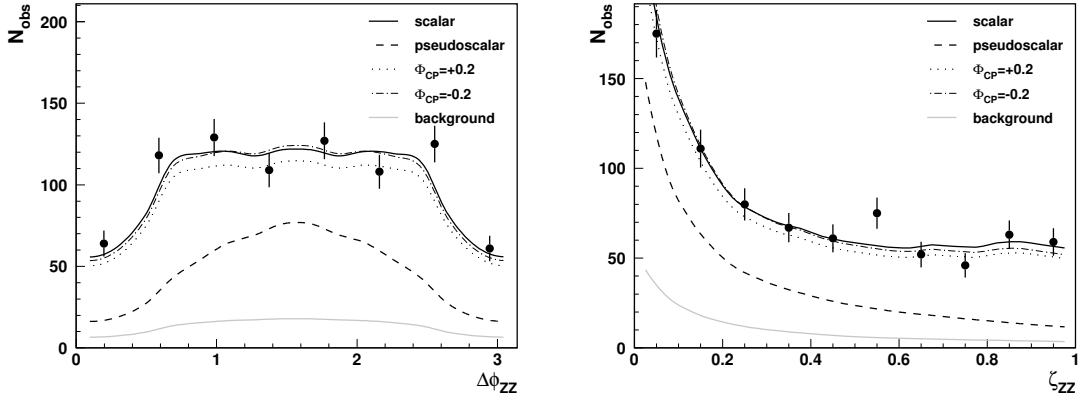 N_obs
200
150
100
50
0
scalar
pseudoscalar
Φ_CP=+0.2
Φ_CP=-0.2
background
0 1 2 3
Δϕ_ZZ
N_obs
150
100
50
0
scalar
pseudoscalar
Φ_CP=+0.2
Φ_CP=-0.2
background
0 0.2 0.4 0.6 0.8 1
ζ_ZZ